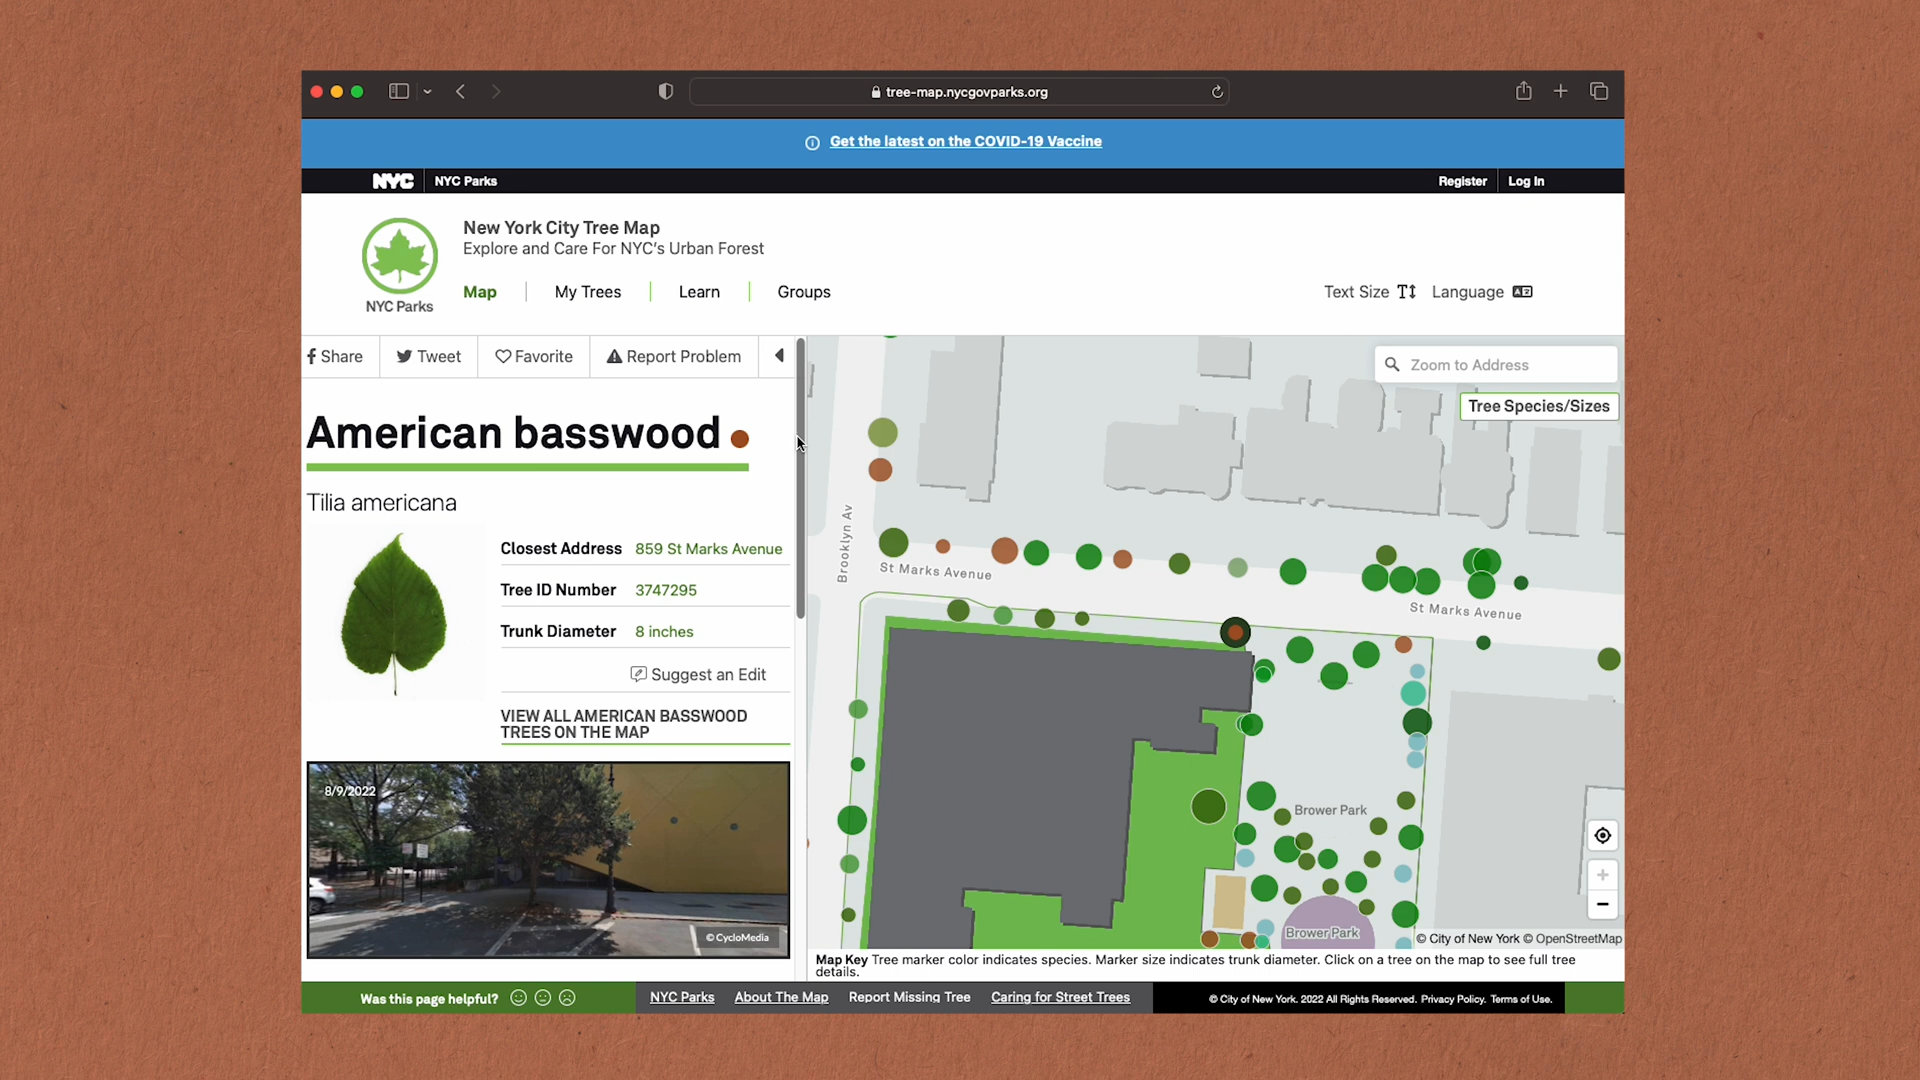 tree-map.nycgovparks.org
Get the latest on the COVID-19 Vaccine
NYC NYC Parks Register Log In
New York City Tree Map
Explore and Care For NYC's Urban Forest
NYC Parks
Map My Trees Learn Groups
Text Size Language
Share Tweet Favorite Report Problem
American basswood
Tilia americana
Closest Address 859 St Marks Avenue
Tree ID Number 3747295
Trunk Diameter 8 inches
Suggest an Edit
VIEW ALL AMERICAN BASSWOOD
TREES ON THE MAP
8/9/2022
© CycloMedia
Zoom to Address
Tree Species/Sizes
Brooklyn Av
St Marks Avenue
St Marks Avenue
Brower Park
Brower Park
© City of New York © OpenStreetMap
Map Key Tree marker color indicates species. Marker size indicates trunk diameter. Click on a tree on the map to see full tree
details.
Was this page helpful?
NYC Parks About The Map Report Missing Tree Caring for Street Trees
© City of New York. 2022 All Rights Reserved. Privacy Policy. Terms of Use.